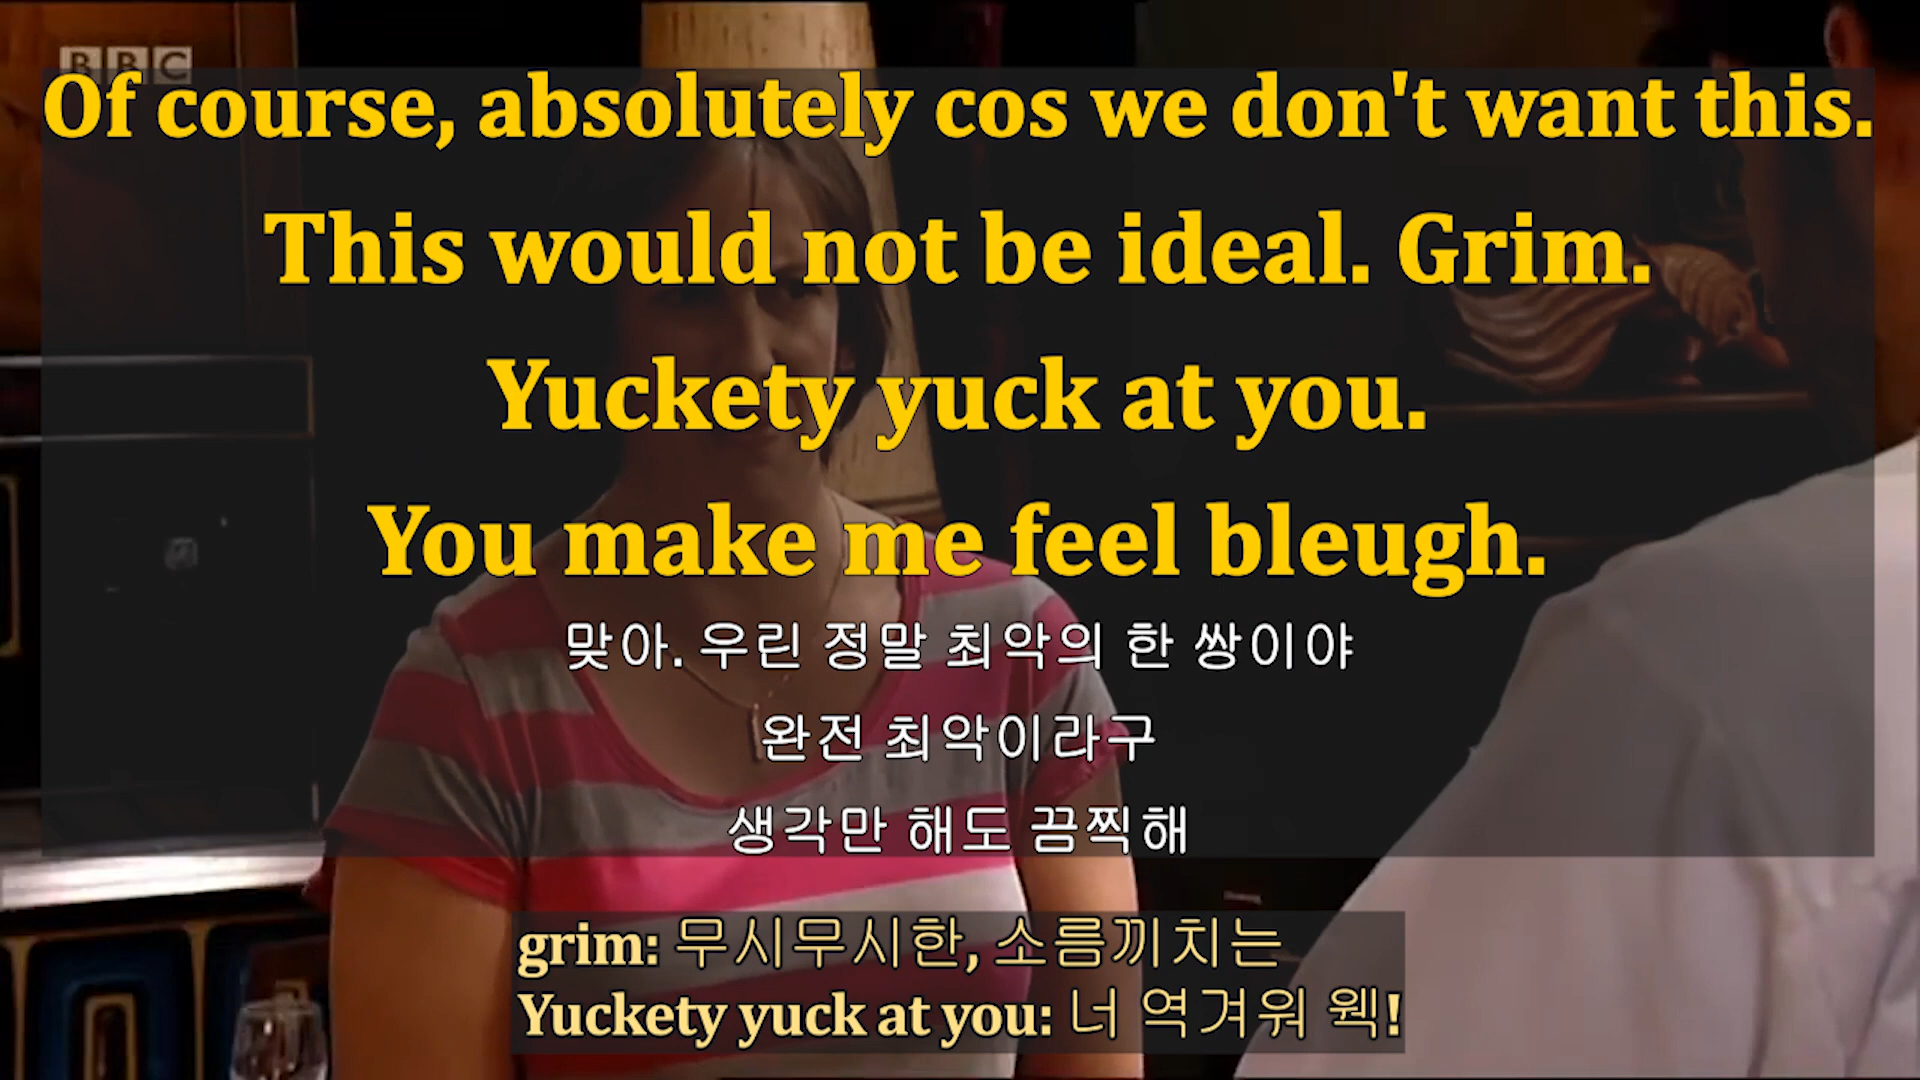 BBC
Of course, absolutely cos we don't want this.
This would not be ideal. Grim.
Yuckety yuck at you.
You make me feel bleugh.
맞아. 우린 정말 최악의 한 쌍이야
완전 최악이라구
생각만 해도 끔찍해
grim: 무시무시한, 소름끼치는
Yuckety yuck at you: 너 역겨워 웩!